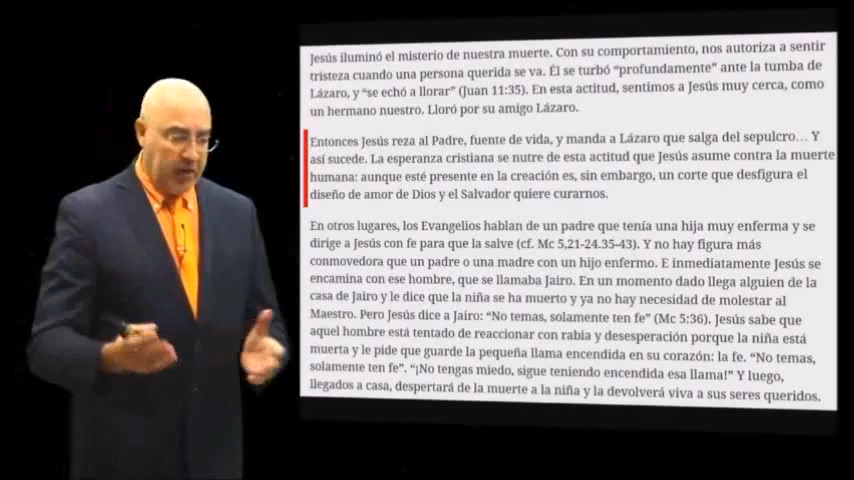 Jesús iluminó el misterio de nuestra muerte. Con su comportamiento, nos autoriza a sentir
tristeza cuando una persona querida se va. Él se turbó “profundamente” ante la tumba de
Lázaro, y “se echó a llorar” (Juan 11:35). En esta actitud, sentimos a Jesús muy cerca, como
un hermano nuestro. Lloró por su amigo Lázaro.
Entonces Jesús reza al Padre, fuente de vida, y manda a Lázaro que salga del sepulcro… Y
así sucede. La esperanza cristiana se nutre de esta actitud que Jesús asume contra la muerte
humana: aunque esté presente en la creación es, sin embargo, un corte que desfigura el
diseño de amor de Dios y el Salvador quiere curarnos.
En otros lugares, los Evangelios hablan de un padre que tenía una hija muy enferma y se
dirige a Jesús con fe para que la salve (cf. Mc 5,21-24.35-43). Y no hay figura más
conmovedora que un padre o una madre con un hijo enfermo. E inmediatamente Jesús se
encamina con ese hombre, que se llamaba Jairo. En un momento dado llega alguien de la
casa de Jairo y le dice que la niña se ha muerto y ya no hay necesidad de molestar al
Maestro. Pero Jesús dice a Jairo: “No temas, solamente ten fe” (Mc 5:36). Jesús sabe que
aquel hombre está tentado de reaccionar con rabia y desesperación porque la niña está
muerta y le pide que guarde la pequeña llama encendida en su corazón: la fe. “No temas,
solamente ten fe”. “¡No tengas miedo, sigue teniendo encendida esa llama!” Y luego,
llegados a casa, despertará de la muerte a la niña y la devolverá viva a sus seres queridos.